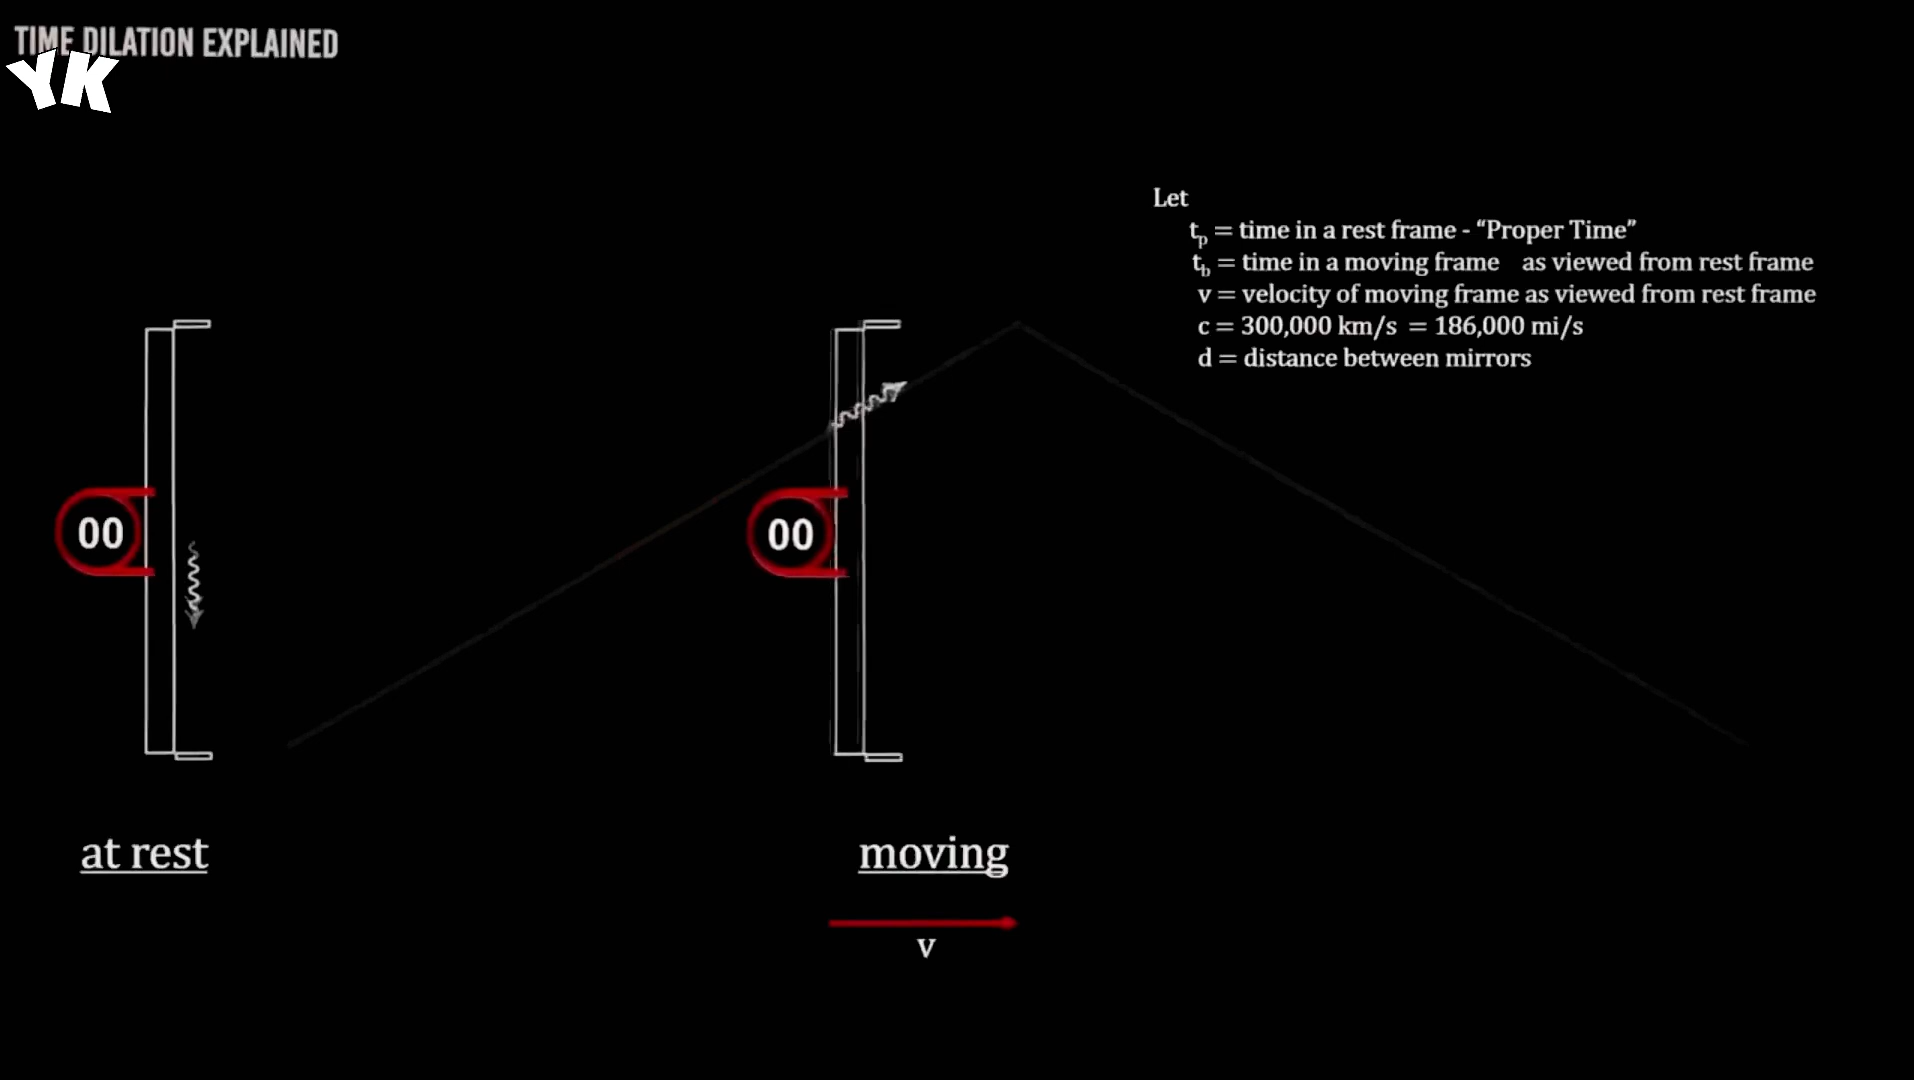 TIME DILATION EXPLAINED
YK
Let
tp = time in a rest frame - “Proper Time”
tb = time in a moving frame as viewed from rest frame
v = velocity of moving frame as viewed from rest frame
c = 300,000 km/s = 186,000 mi/s
d = distance between mirrors
00
00
at rest
moving
v